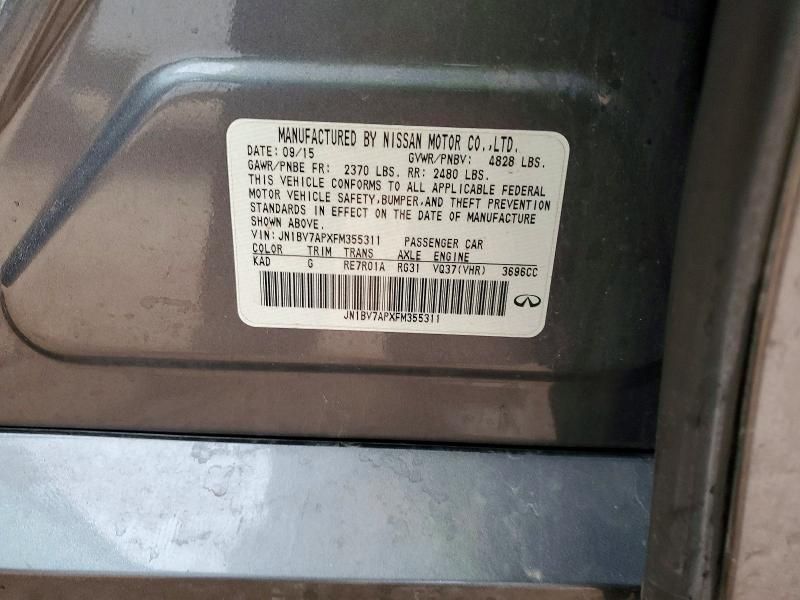 MANUFACTURED BY NISSAN MOTOR CO.,LTD.
DATE: 09/15 GVWR/PNBV: 4828 LBS.
GAWR/PNBE FR: 2370 LBS. RR: 2480 LBS.
THIS VEHICLE CONFORMS TO ALL APPLICABLE FEDERAL
MOTOR VEHICLE SAFETY,BUMPER,AND THEFT PREVENTION
STANDARDS IN EFFECT ON THE DATE OF MANUFACTURE
SHOWN ABOVE.
VIN: JN1BV7APXFM355311 PASSENGER CAR
COLOR TRIM TRANS AXLE ENGINE
KAD G RE7R01A RG31 VQ37(VHR) 3696CC
JN1BV7APXFM355311